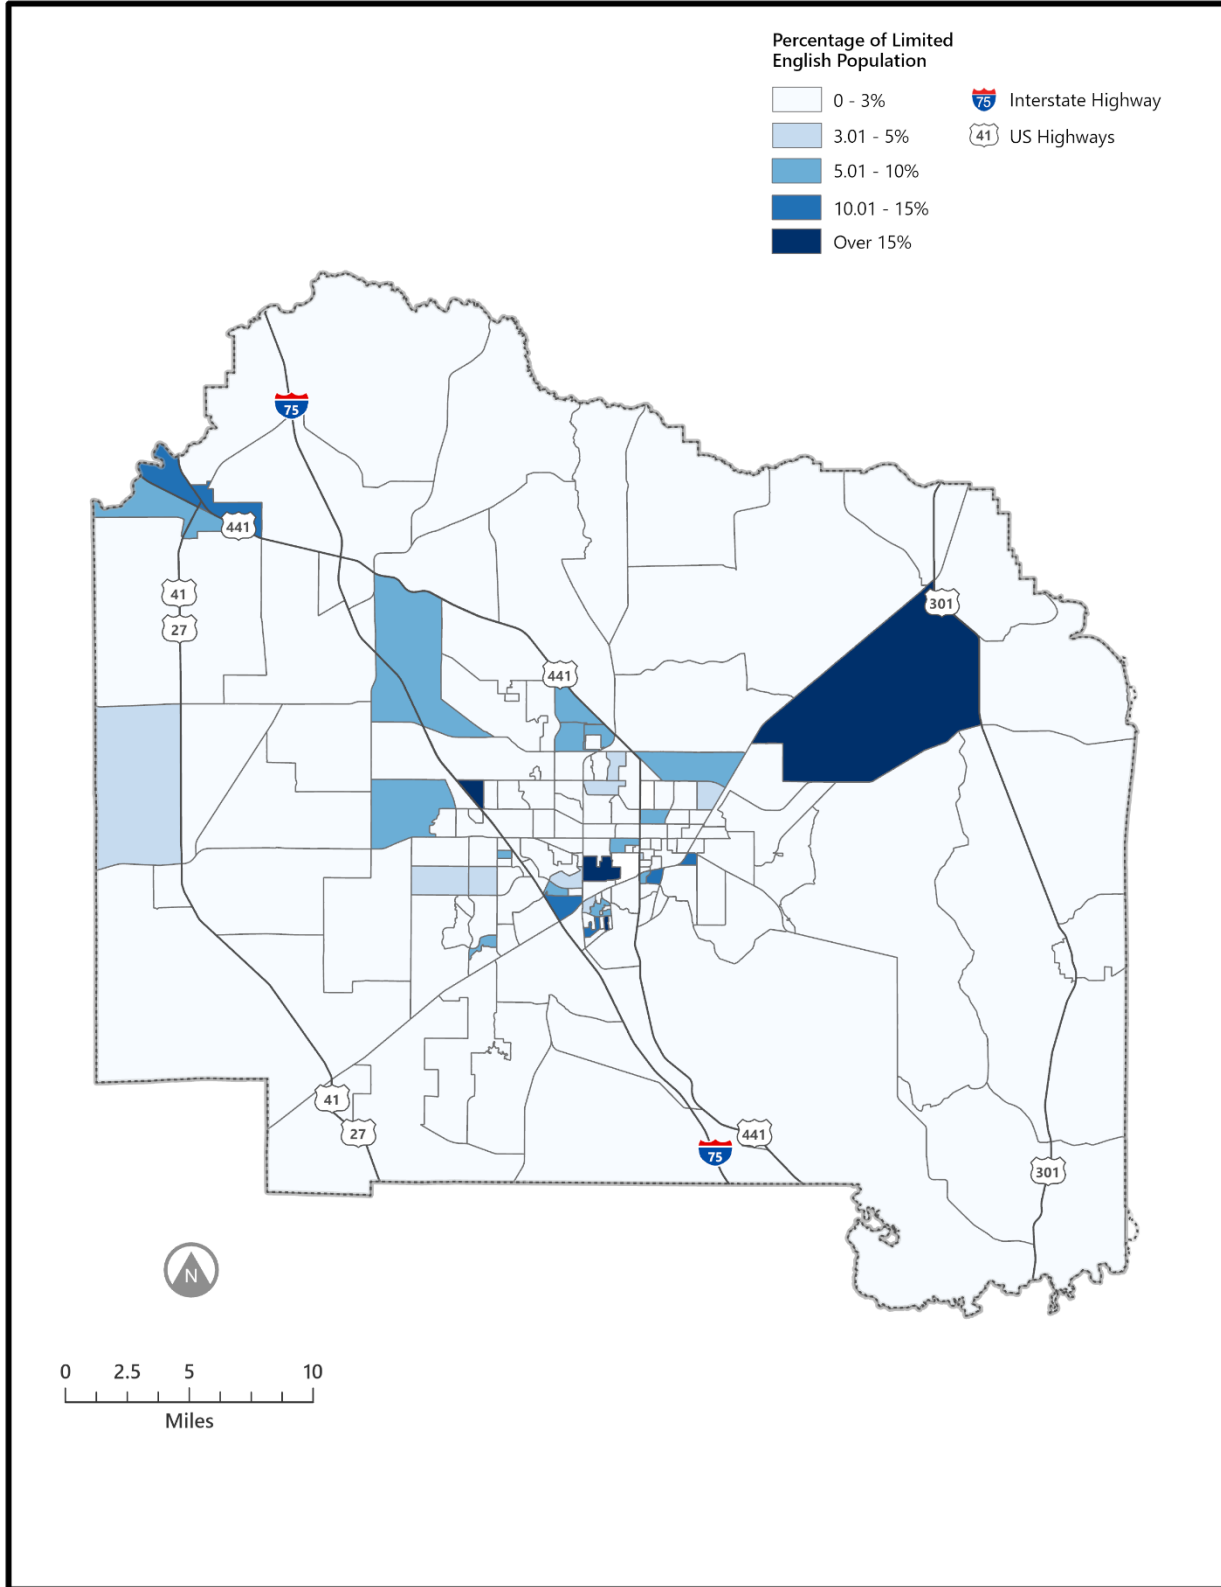 Percentage of Limited
English Population
0 - 3%
3.01 - 5%
5.01 - 10%
10.01 - 15%
Over 15%
75 Interstate Highway
41 US Highways
75
441
41
27
301
441
41
27
441
75
301
N
0 2.5 5 10
Miles